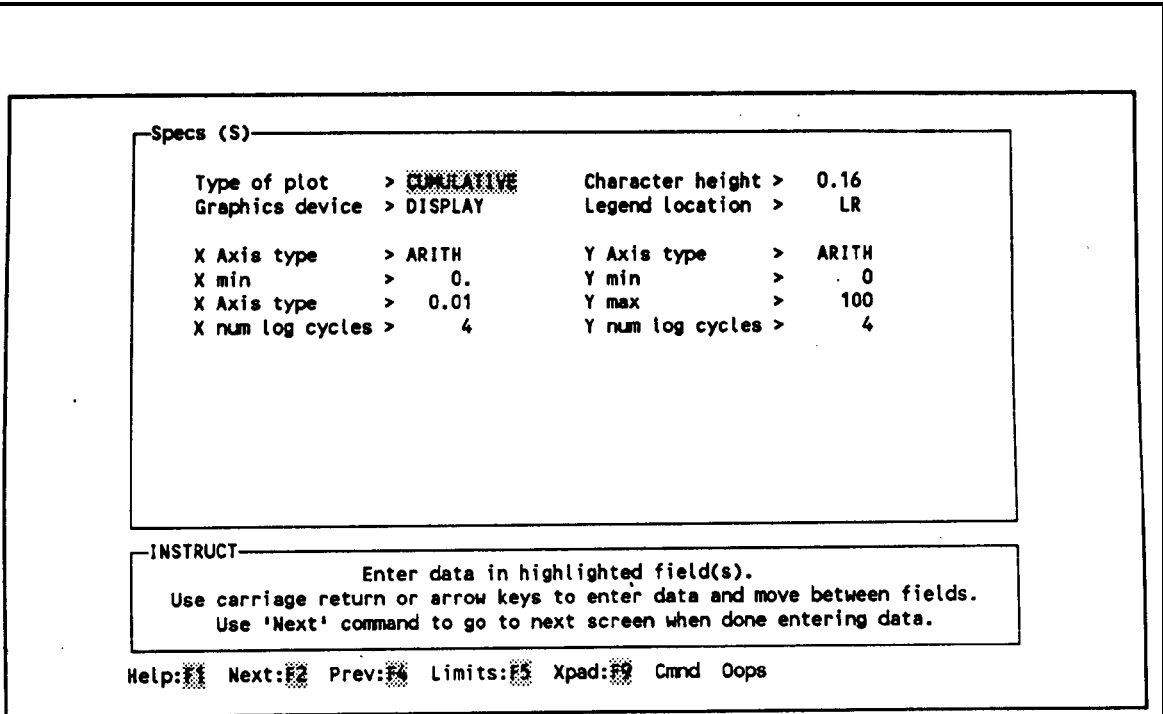 Specs (S)
Type of plot > CUMULATIVE Character height > 0.16
Graphics device > DISPLAY Legend location > LR
X Axis type > ARITH Y Axis type > ARITH
X min > 0. Y min > 0
X Axis type > 0.01 Y max > 100
X num log cycles > 4 Y num log cycles > 4
INSTRUCT
Enter data in highlighted field(s).
Use carriage return or arrow keys to enter data and move between fields.
Use 'Next' command to go to next screen when done entering data.
Help:F1 Next:F2 Prev:F4 Limits:F5 Xpad:F9 Cmnd Oops